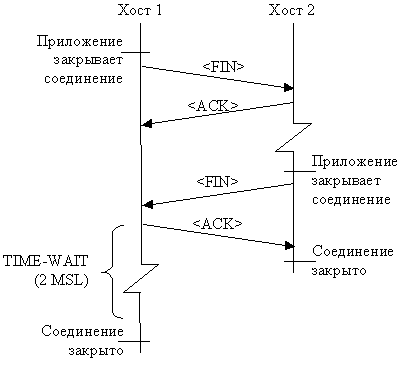 Хост 1
Хост 2
Приложение
закрывает
соединение
<FIN>
<ACK>
Приложение
закрывает
соединение
<FIN>
<ACK>
TIME-WAIT
(2 MSL)
Соединение
закрыто
Соединение
закрыто